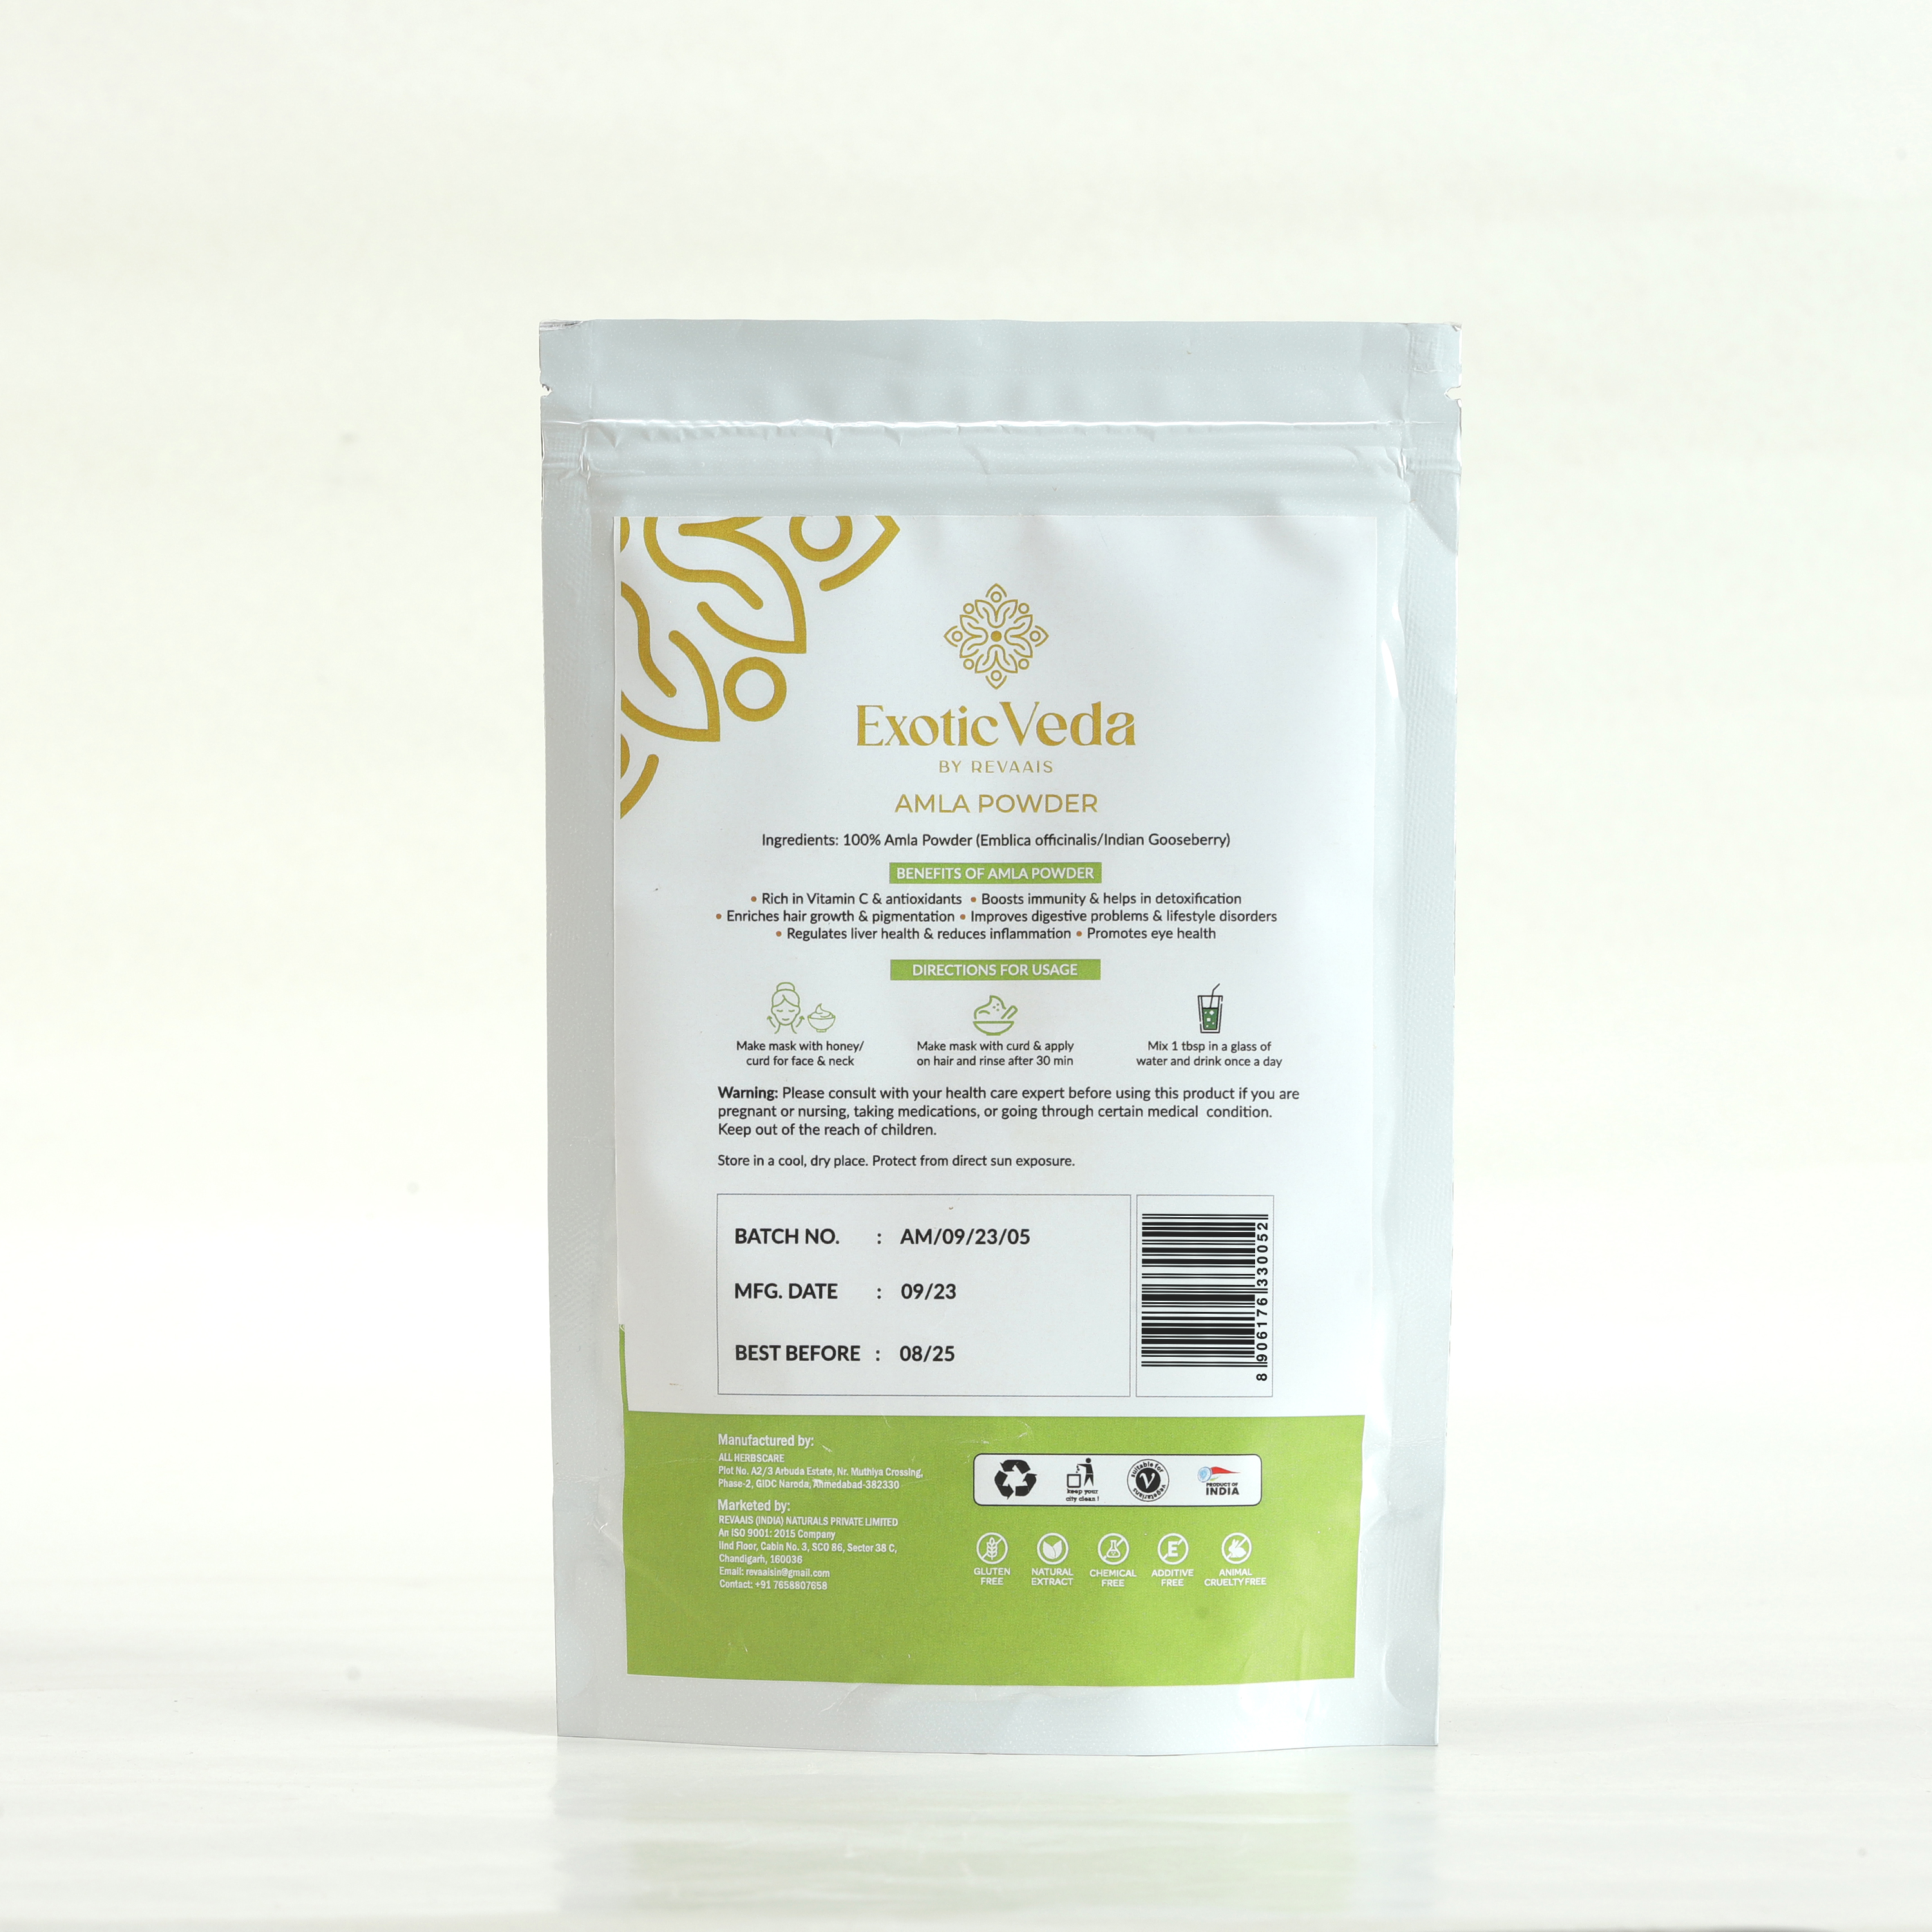 ExoticVeda
BY REVAAIS
AMLA POWDER
Ingredients: 100% Amla Powder (Emblica officinalis/Indian Gooseberry)
BENEFITS OF AMLA POWDER
• Rich in Vitamin C & antioxidants • Boosts immunity & helps in detoxification
• Enriches hair growth & pigmentation • Improves digestive problems & lifestyle disorders
• Regulates liver health & reduces inflammation • Promotes eye health
DIRECTIONS FOR USAGE
Make mask with honey/
curd for face & neck
Make mask with curd & apply
on hair and rinse after 30 min
Mix 1 tbsp in a glass of
water and drink once a day
Warning: Please consult with your health care expert before using this product if you are
pregnant or nursing, taking medications, or going through certain medical condition.
Keep out of the reach of children.
Store in a cool, dry place. Protect from direct sun exposure.
BATCH NO. : AM/09/23/05
MFG. DATE : 09/23
BEST BEFORE : 08/25
8 906176 330052
Manufactured by:
ALL HERBSCARE
Plot No. A2/3 Arbuda Estate, Nr. Muthiya Crossing,
Phase-2, GIDC Naroda, Ahmedabad-382330
Marketed by:
REVAAIS (INDIA) NATURALS PRIVATE LIMITED
An ISO 9001: 2015 Company
IInd Floor, Cabin No. 3, SCO 86, Sector 38 C,
Chandigarh, 160036
Email: revaaisin@gmail.com
Contact: +91 7658807658
keep your
city clean !
suitable for
V
vegetarians
PRODUCT OF
INDIA
GLUTEN
FREE
NATURAL
EXTRACT
CHEMICAL
FREE
E
ADDITIVE
FREE
ANIMAL
CRUELTY FREE